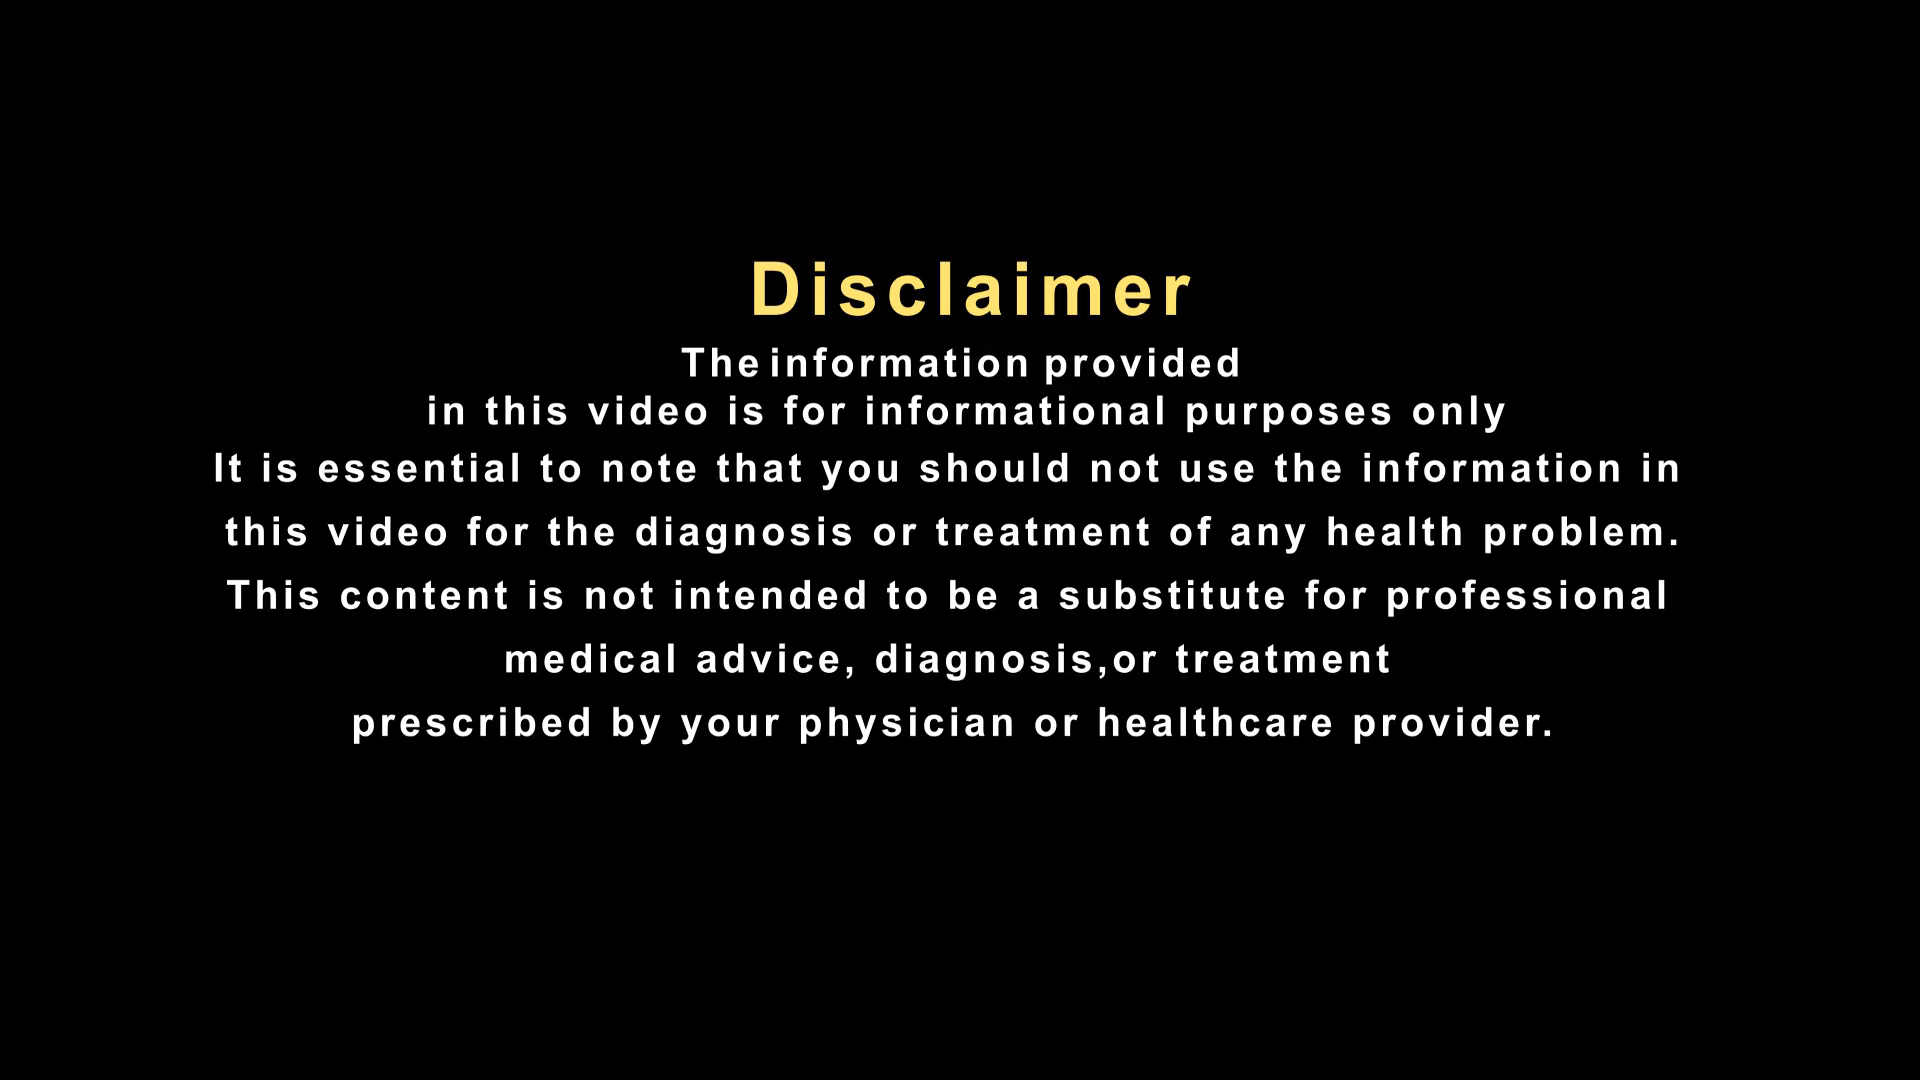 Disclaimer
The information provided
in this video is for informational purposes only
It is essential to note that you should not use the information in
this video for the diagnosis or treatment of any health problem.
This content is not intended to be a substitute for professional
medical advice, diagnosis,or treatment
prescribed by your physician or healthcare provider.